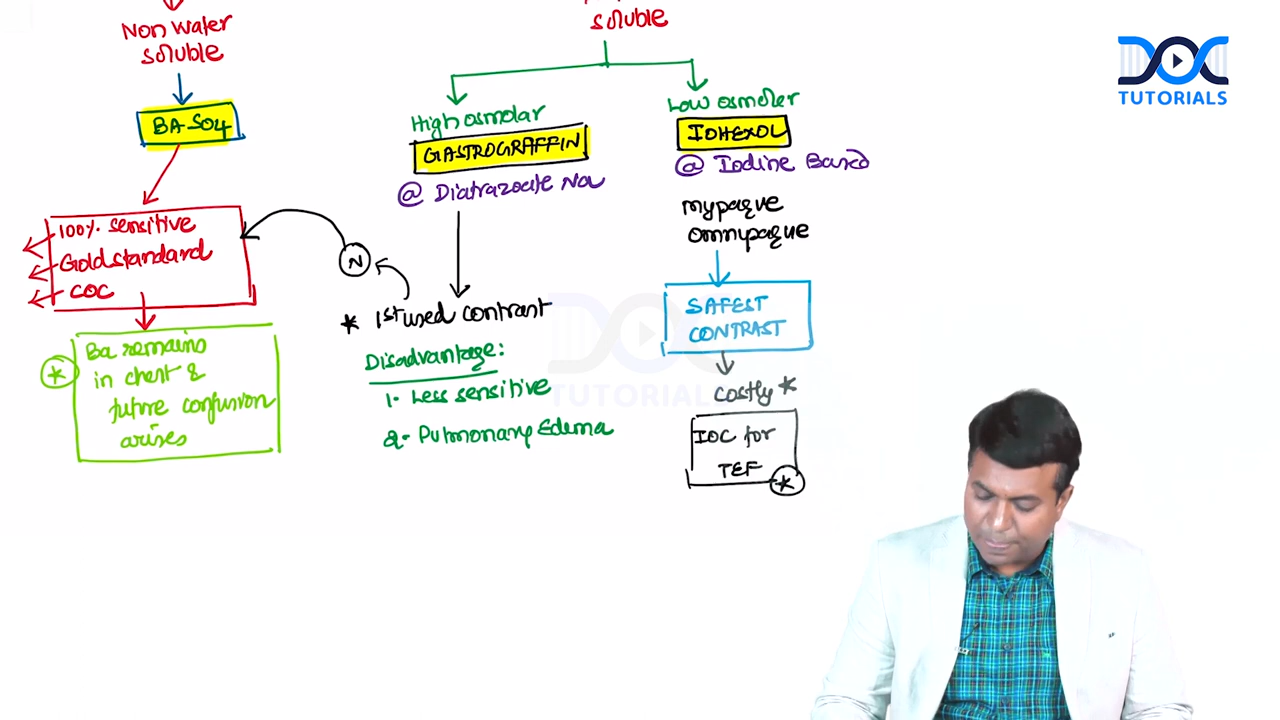 Non Water
soluble
BA SO4
100% sensitive
Gold standard
COC
Ba remains
in chest &
future confusion
arises
soluble
High osmolar
GASTROGRAFFIN
@ Diatrazoate Na
N
* 1st used contrast
Disadvantage:
1. Less sensitive
2. Pulmonary Edema
Low osmoler
IOHEXOL
@ Iodine Based
mypaque
omnipaque
SAFEST
CONTRAST
Costly *
IOC for
TEF
DOC
TUTORIALS
TUTORIALS